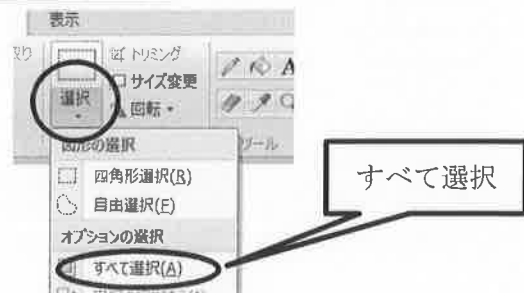 表示
トリミング
サイズ変更
選択
回転
図形の選択
ツール
四角形選択(R)
自由選択(F)
オプションの選択
すべて選択(A)
すべて選択